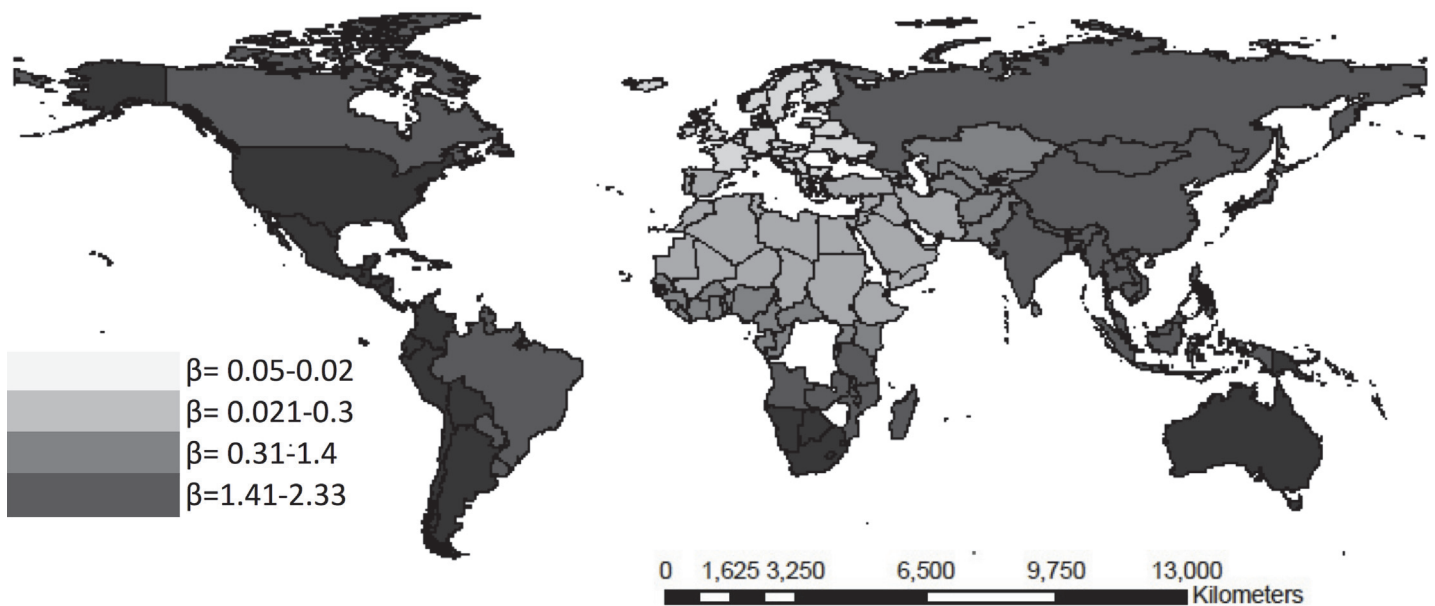 β= 0.05-0.02
β= 0.021-0.3
β= 0.31-1.4
β=1.41-2.33
0 1,625 3,250 6,500 9,750 13,000
Kilometers